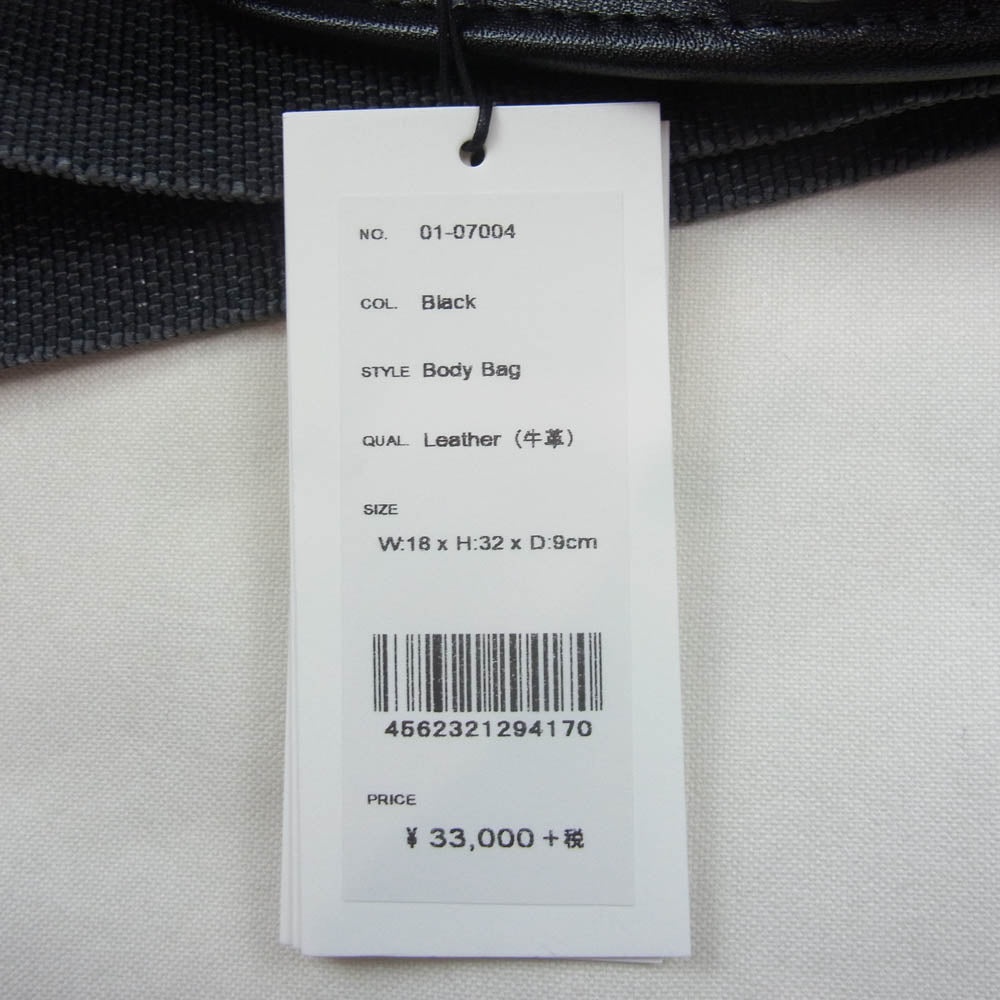 NO. 01-07004
COL. Black
STYLE Body Bag
QUAL. Leather (牛革)
SIZE
W:18 x H:32 x D:9cm
4562321294170
PRICE
¥ 33,000+税